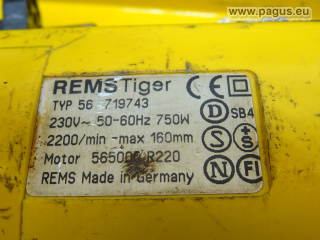 © www.pagus.eu
REMS Tiger CE
TYP 56 719743
230V~ 50-60Hz 750W
D SB4
2200/min -max 160mm
S +S
Motor 565000 R220
REMS Made in Germany
N FI